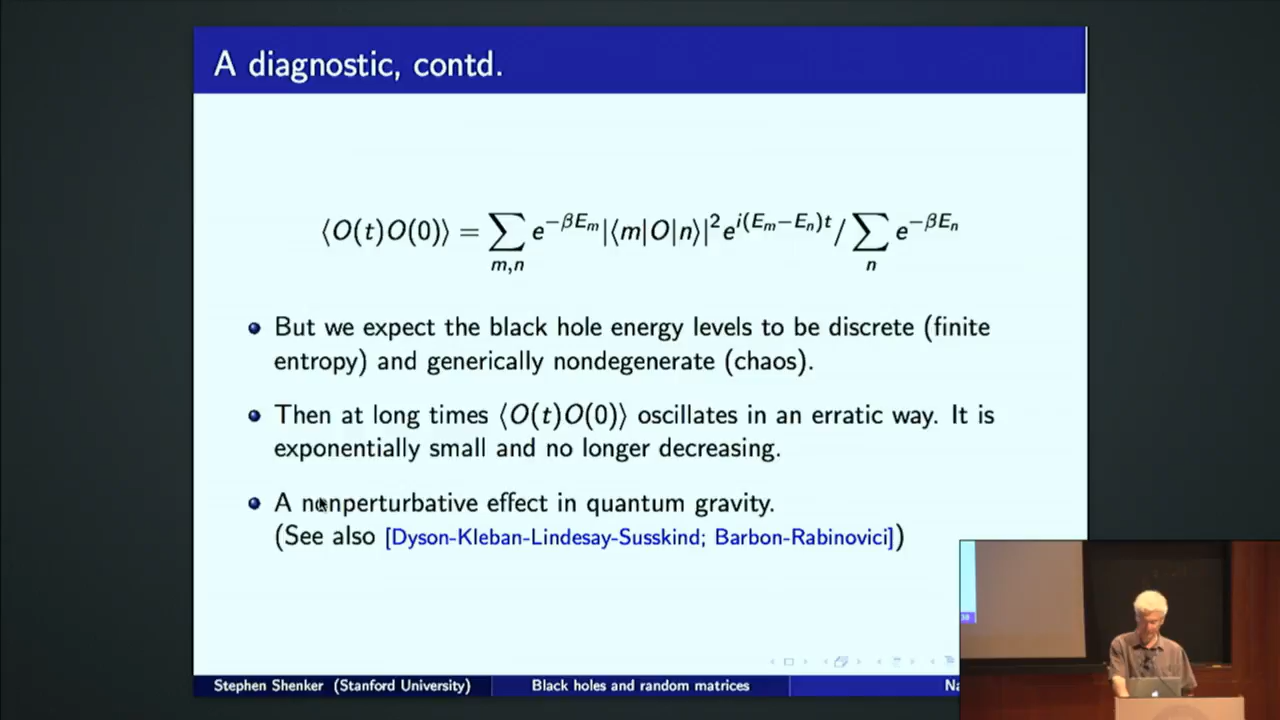 A diagnostic, contd.
⟨O(t)O(0)⟩ = ∑_{m,n} e^{−βE_m} |⟨m|O|n⟩|² e^{i(E_m−E_n)t} / ∑_n e^{−βE_n}
But we expect the black hole energy levels to be discrete (finite
entropy) and generically nondegenerate (chaos).
Then at long times ⟨O(t)O(0)⟩ oscillates in an erratic way. It is
exponentially small and no longer decreasing.
A nonperturbative effect in quantum gravity.
(See also [Dyson-Kleban-Lindesay-Susskind; Barbon-Rabinovici])
Stephen Shenker (Stanford University) Black holes and random matrices